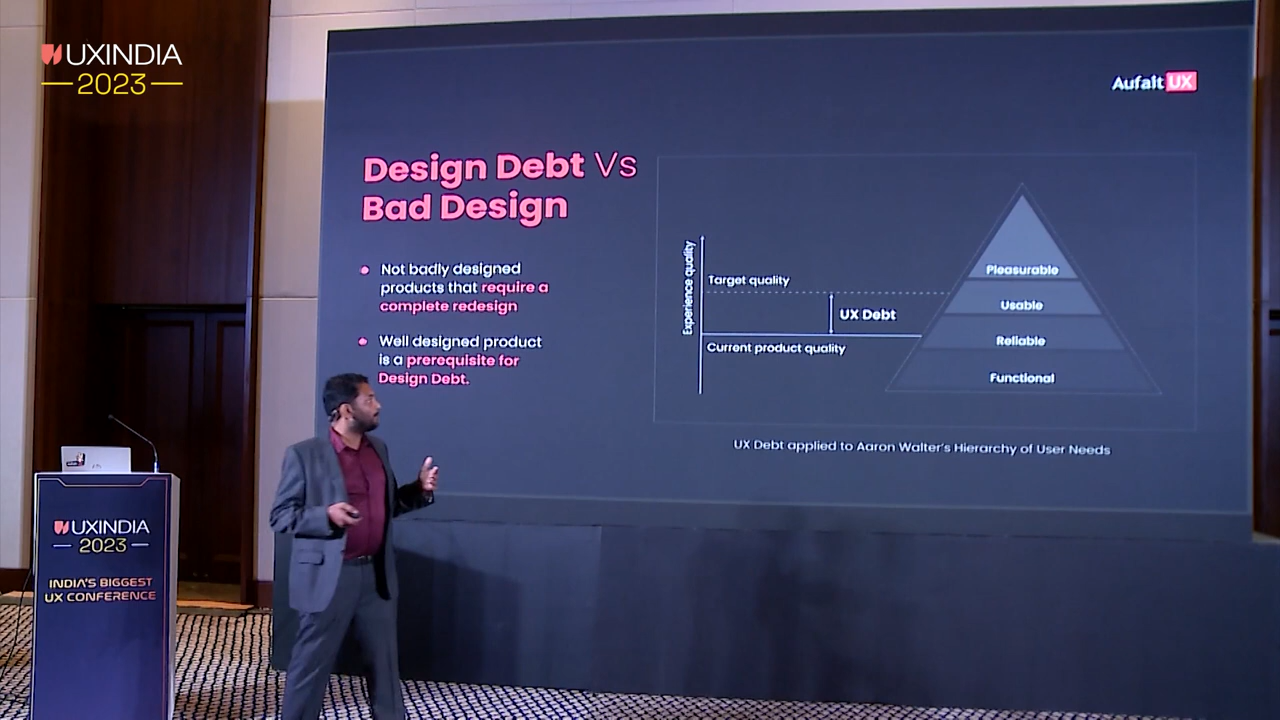 UXINDIA
2023
Aufait UX
Design Debt Vs
Bad Design
Not badly designed
products that require a
complete redesign
Well designed product
is a prerequisite for
Design Debt.
Experience quality
Target quality
UX Debt
Current product quality
Pleasurable
Usable
Reliable
Functional
UX Debt applied to Aaron Walter's Hierarchy of User Needs
UXINDIA
2023
INDIA'S BIGGEST
UX CONFERENCE